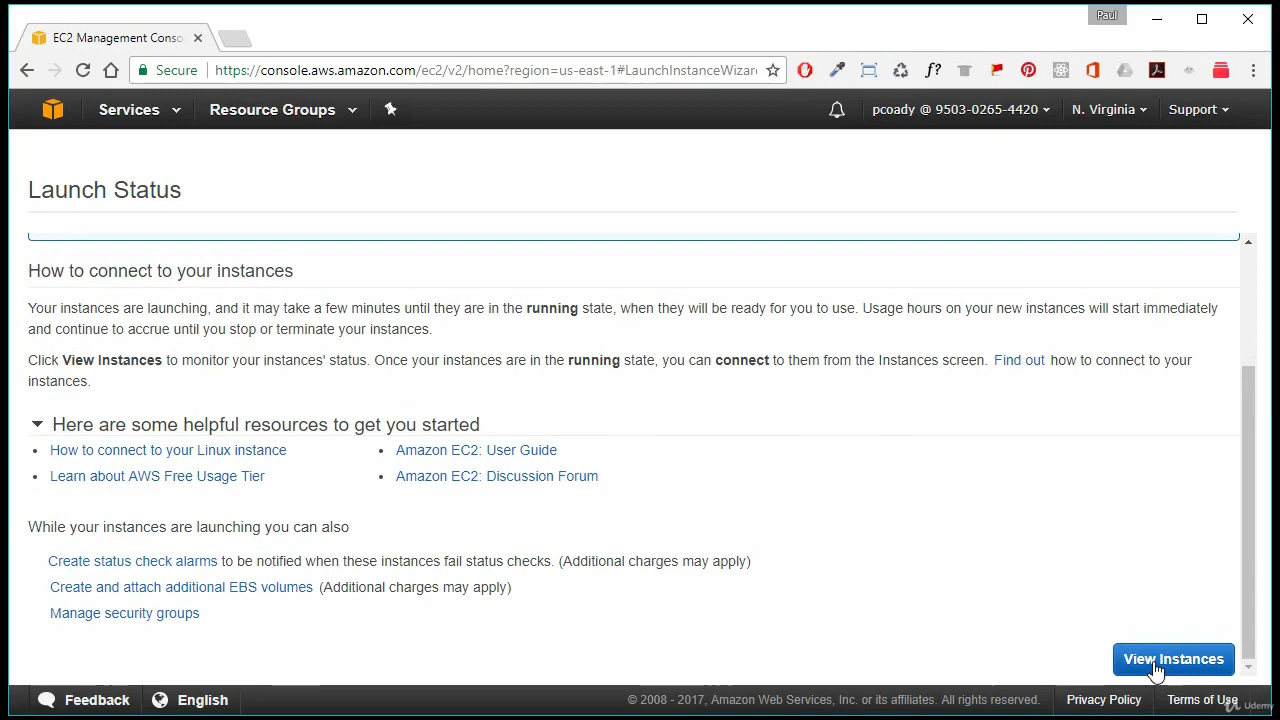 Paul
EC2 Management Conso
Secure https://console.aws.amazon.com/ec2/v2/home?region=us-east-1#LaunchInstanceWizar
Services Resource Groups pcoady @ 9503-0265-4420 N. Virginia Support
Launch Status
How to connect to your instances
Your instances are launching, and it may take a few minutes until they are in the running state, when they will be ready for you to use. Usage hours on your new instances will start immediately
and continue to accrue until you stop or terminate your instances.
Click View Instances to monitor your instances' status. Once your instances are in the running state, you can connect to them from the Instances screen. Find out how to connect to your
instances.
Here are some helpful resources to get you started
• How to connect to your Linux instance • Amazon EC2: User Guide
• Learn about AWS Free Usage Tier • Amazon EC2: Discussion Forum
While your instances are launching you can also
Create status check alarms to be notified when these instances fail status checks. (Additional charges may apply)
Create and attach additional EBS volumes (Additional charges may apply)
Manage security groups
View Instances
Feedback English © 2008 - 2017, Amazon Web Services, Inc. or its affiliates. All rights reserved. Privacy Policy Terms of Use
Udemy